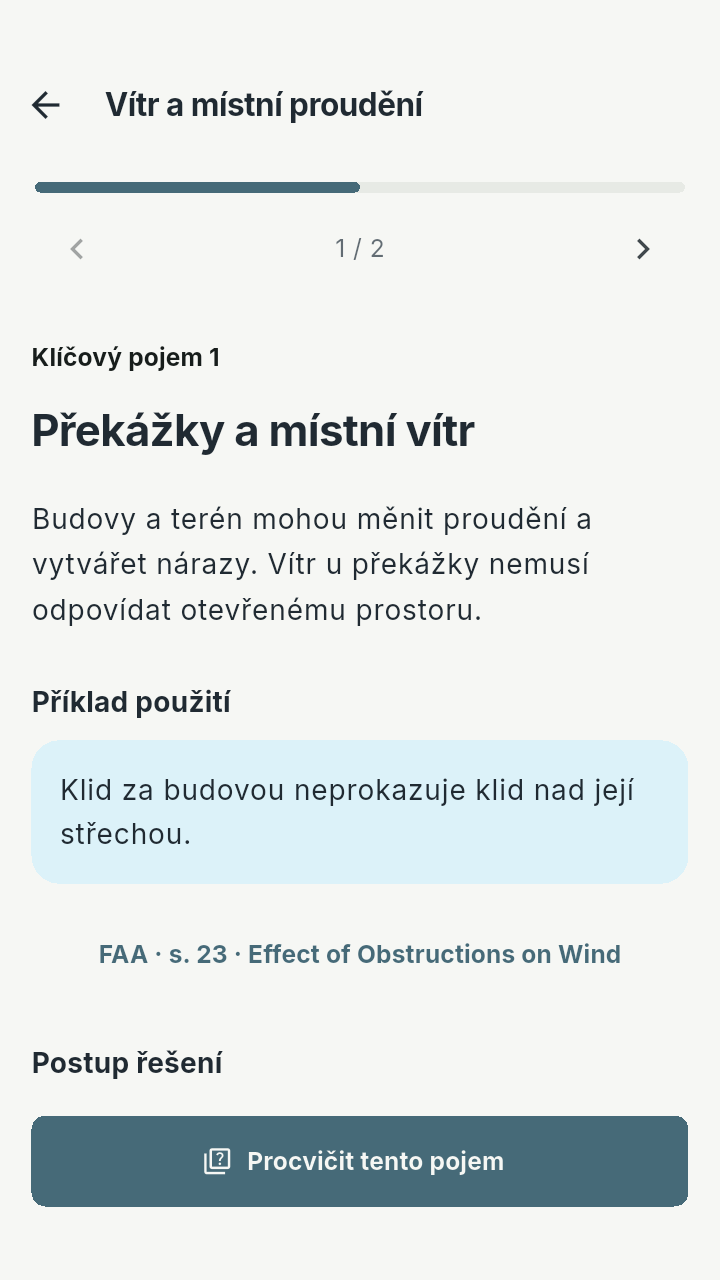 Vítr a místní proudění
1 / 2
Klíčový pojem 1
Překážky a místní vítr
Budovy a terén mohou měnit proudění a
vytvářet nárazy. Vítr u překážky nemusí
odpovídat otevřenému prostoru.
Příklad použití
Klid za budovou neprokazuje klid nad její
střechou.
FAA · s. 23 · Effect of Obstructions on Wind
Postup řešení
Procvičit tento pojem